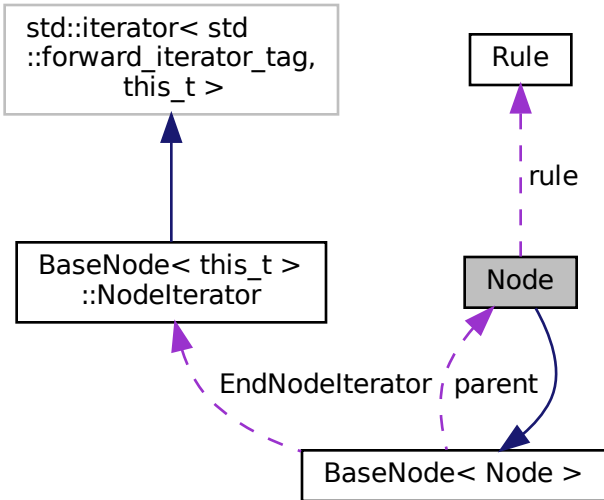 std::iterator< std
::forward_iterator_tag,
this_t >
Rule
rule
BaseNode< this_t >
::NodeIterator
Node
EndNodeIterator
parent
BaseNode< Node >